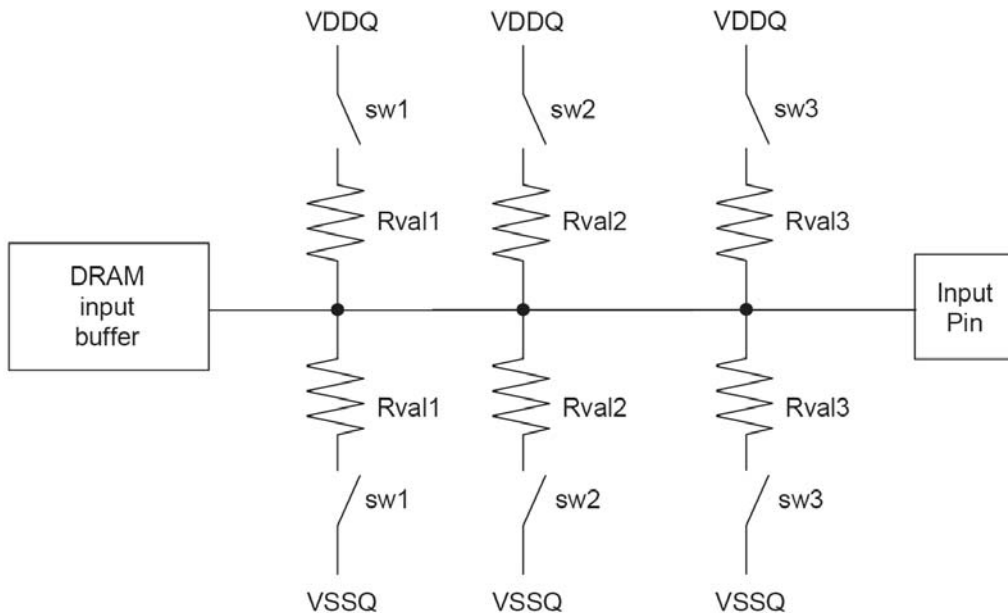 VDDQ
VDDQ
VDDQ
sw1
sw2
sw3
Rval1
Rval2
Rval3
DRAM
input
buffer
Input
Pin
Rval1
Rval2
Rval3
sw1
sw2
sw3
VSSQ
VSSQ
VSSQ